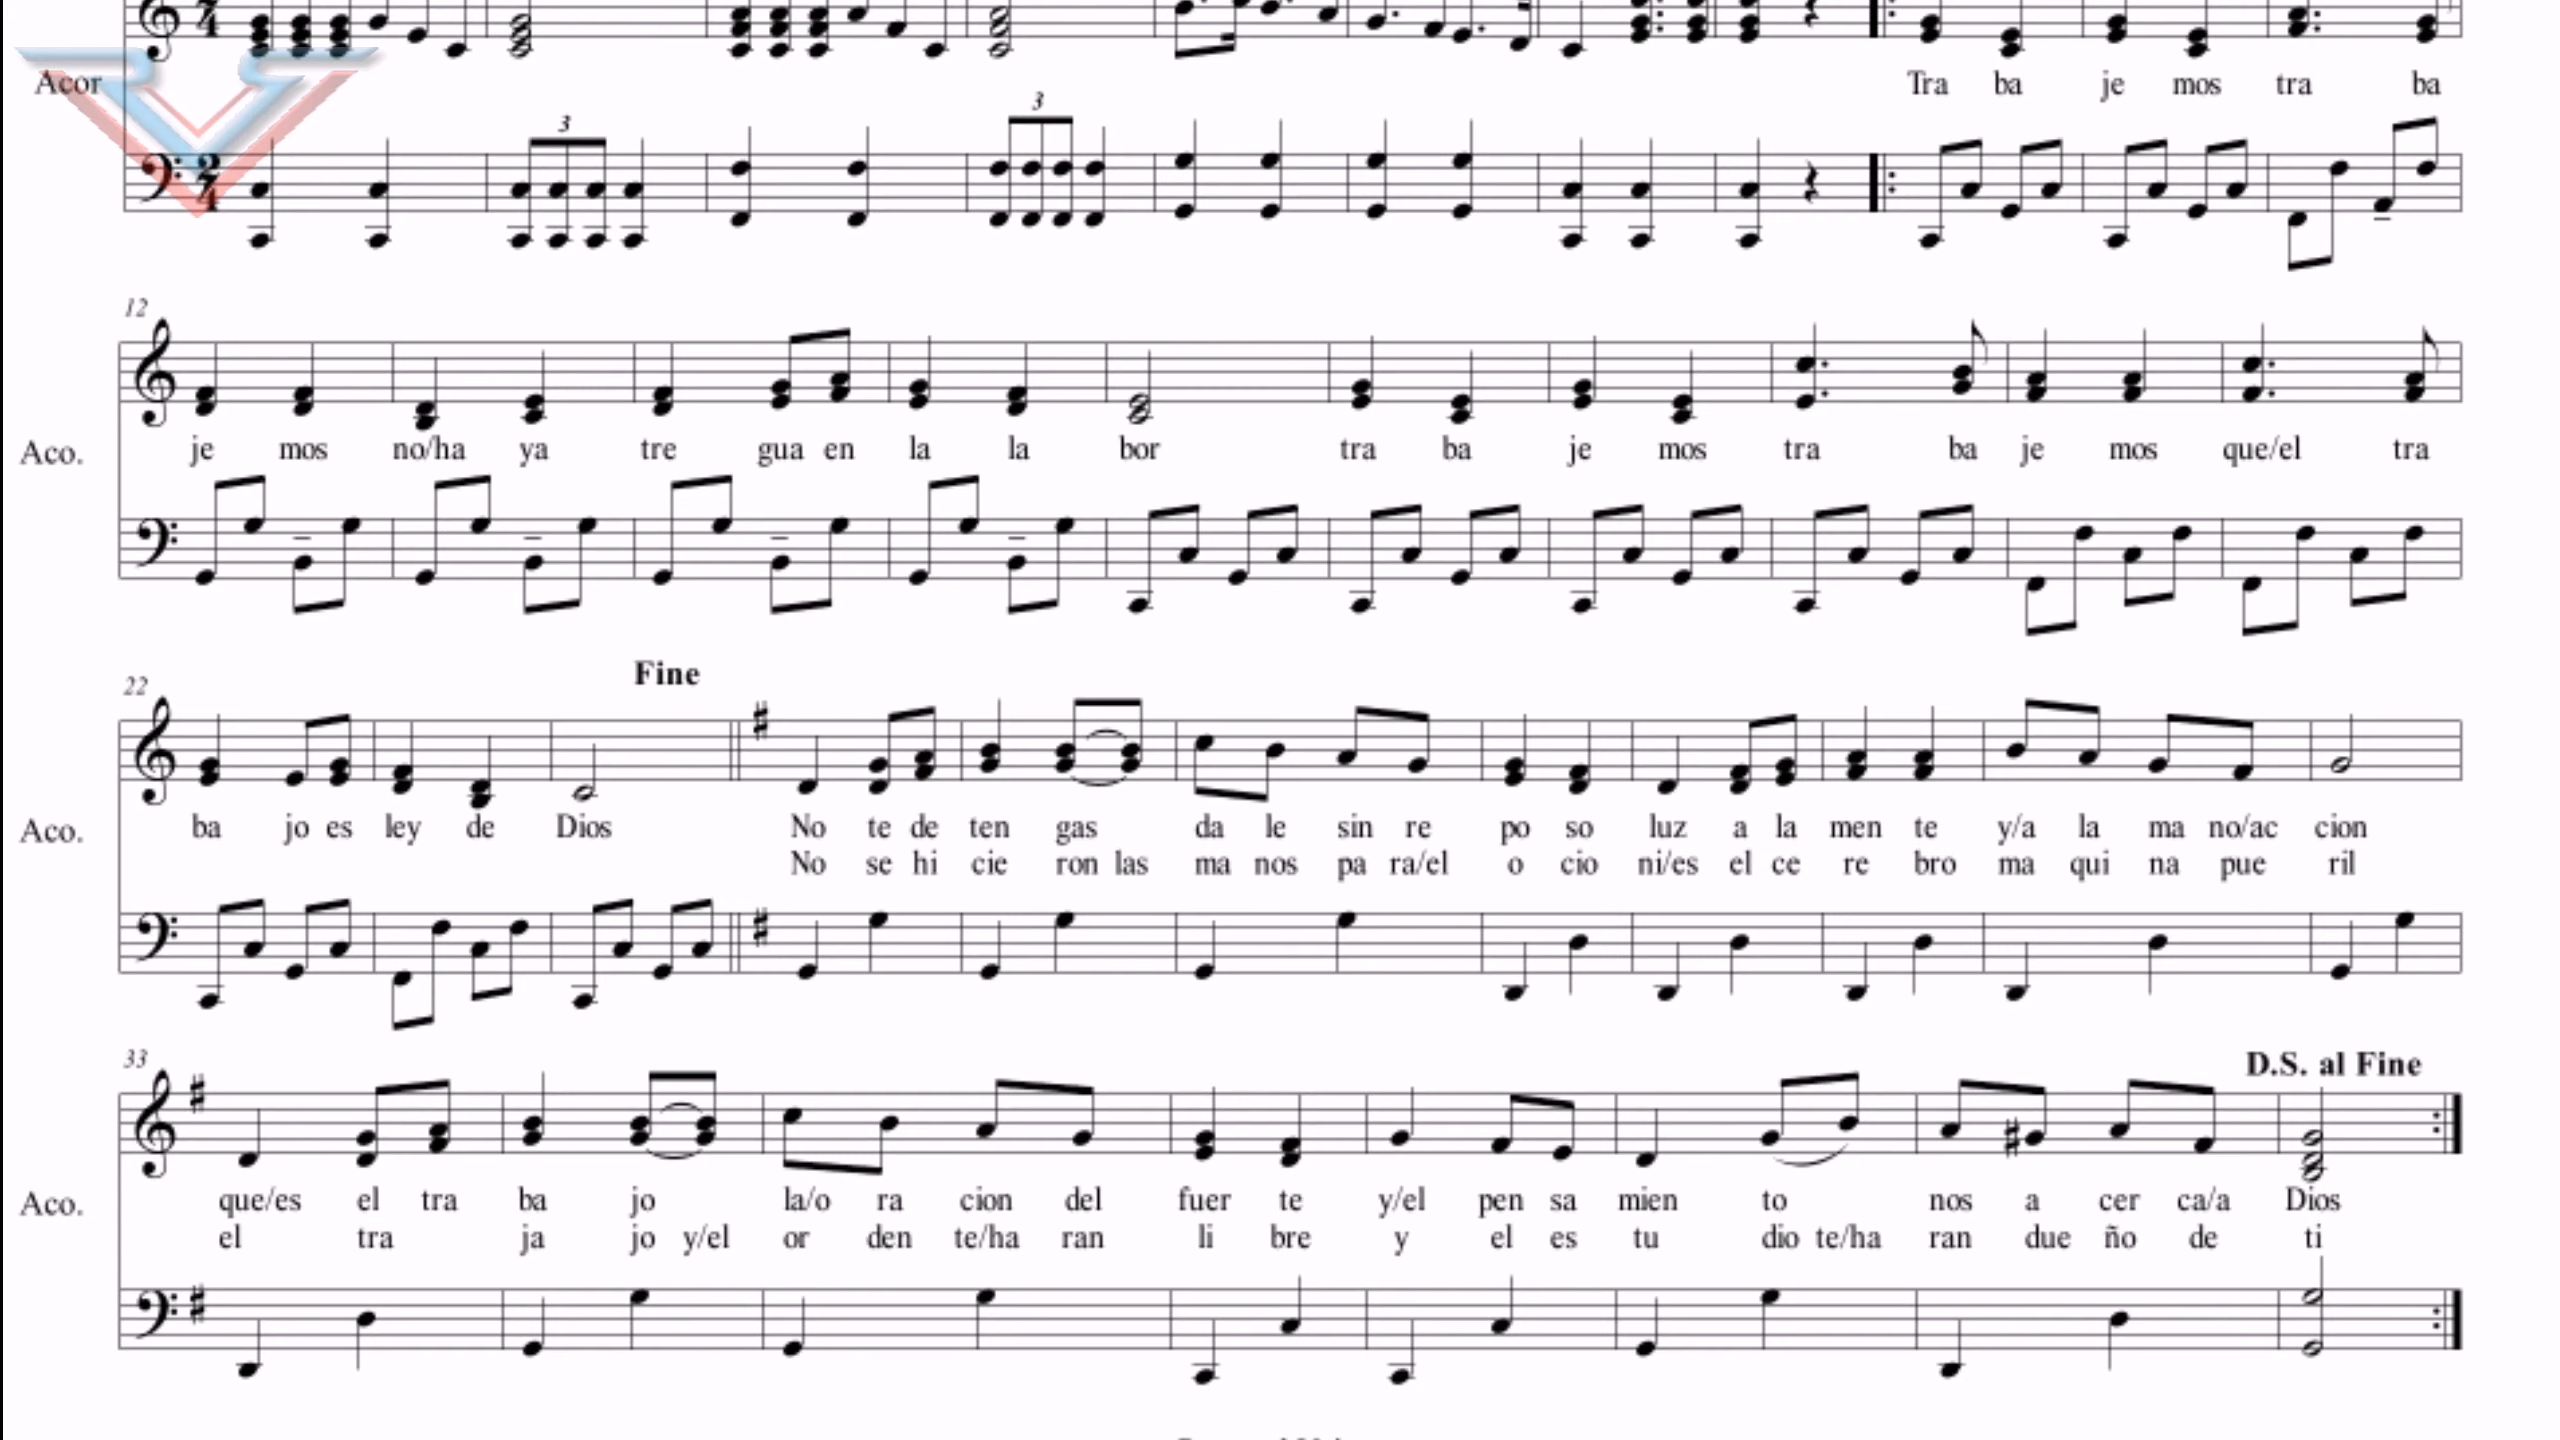 Acor
Tra ba je mos tra ba
3
3
12
Aco.
je mos no/ha ya tre gua en la la bor tra ba je mos tra ba je mos que/el tra
Fine
22
Aco.
ba jo es ley de Dios No te de ten gas da le sin re po so luz a la men te y/a la ma no/ac cion
No se hi cie ron las ma nos pa ra/el o cio ni/es el ce re bro ma qui na pue ril
33
D.S. al Fine
Aco.
que/es el tra ba jo la/o ra cion del fuer te y/el pen sa mien to nos a cer ca/a Dios
el tra ja jo y/el or den te/ha ran li bre y el es tu dio te/ha ran due ño de ti